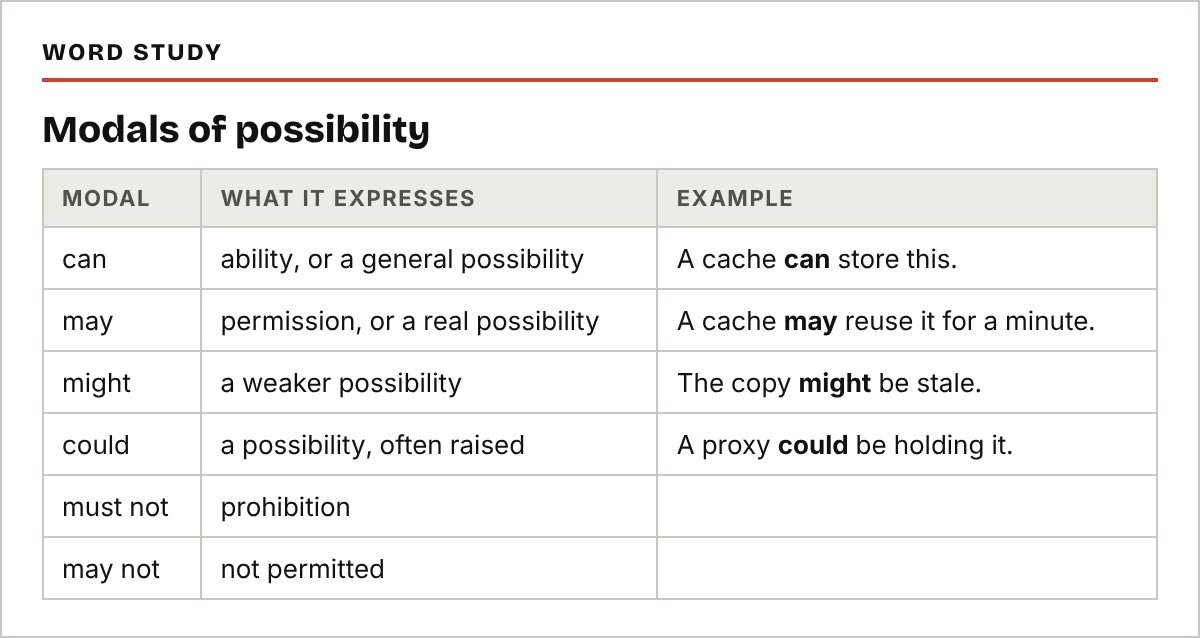 WORD STUDY
Modals of possibility
MODAL WHAT IT EXPRESSES EXAMPLE
can ability, or a general possibility A cache can store this.
may permission, or a real possibility A cache may reuse it for a minute.
might a weaker possibility The copy might be stale.
could a possibility, often raised A proxy could be holding it.
must not prohibition
may not not permitted